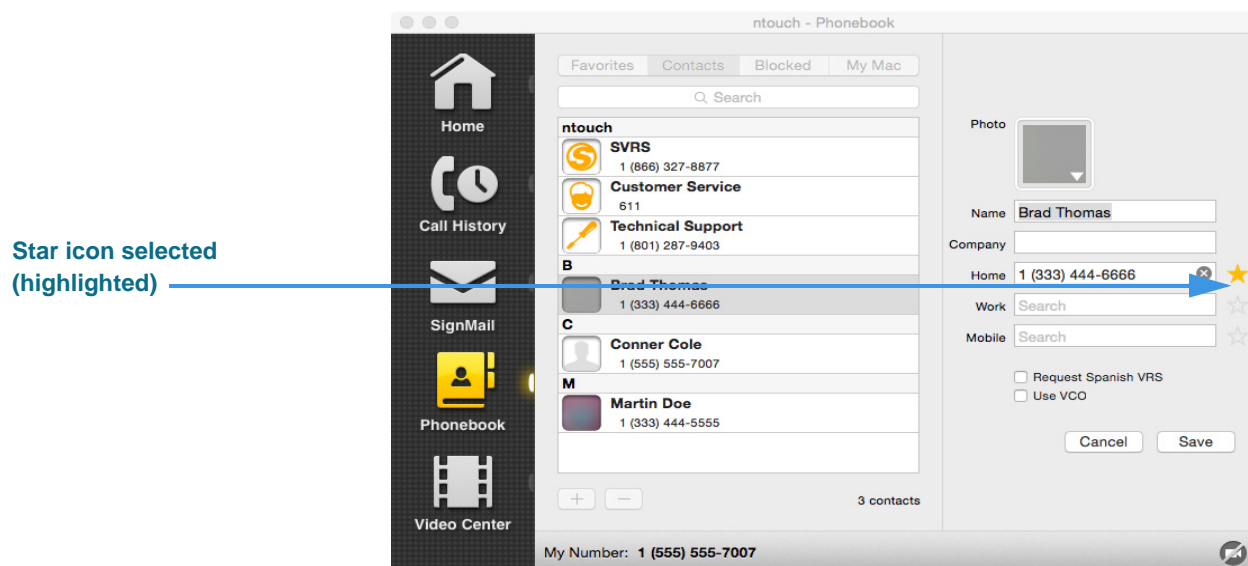 Star icon selected
(highlighted)
ntouch - Phonebook
Home
Call History
SignMail
Phonebook
Video Center
Favorites Contacts Blocked My Mac
Search
ntouch
SVRS
1 (866) 327-8877
Customer Service
611
Technical Support
1 (801) 287-9403
B
Brad Thomas
1 (333) 444-6666
C
Conner Cole
1 (555) 555-7007
M
Martin Doe
1 (333) 444-5555
+ −
3 contacts
Photo
Name Brad Thomas
Company
Home 1 (333) 444-6666
Work Search
Mobile Search
Request Spanish VRS
Use VCO
Cancel Save
My Number: 1 (555) 555-7007